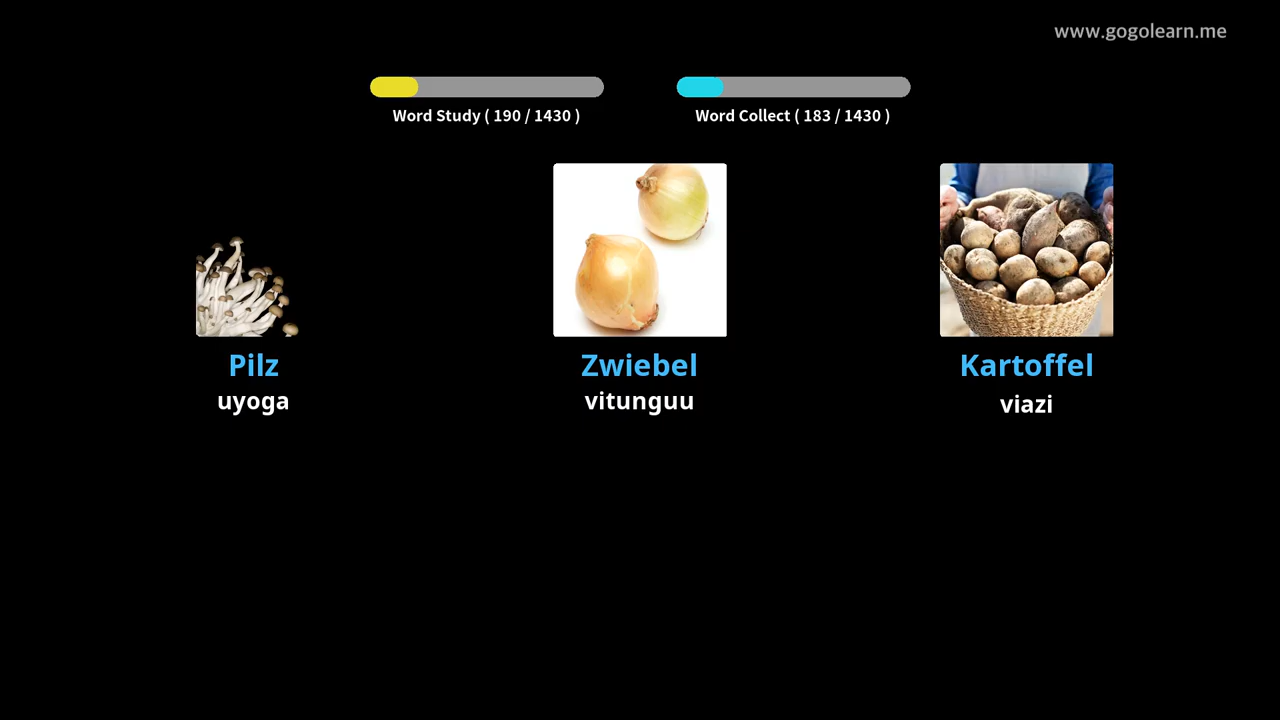 www.gogolearn.me
Word Study ( 190 / 1430 )
Word Collect ( 183 / 1430 )
Pilz
uyoga
Zwiebel
vitunguu
Kartoffel
viazi